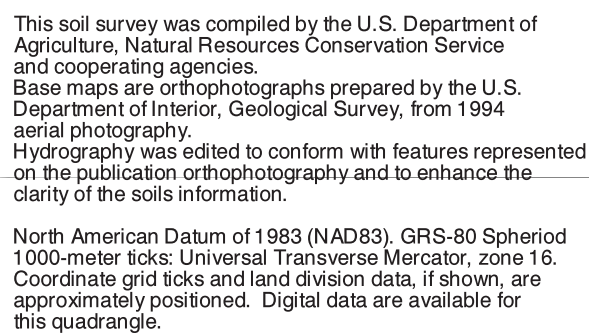 This soil survey was compiled by the U.S. Department of
Agriculture, Natural Resources Conservation Service
and cooperating agencies.
Base maps are orthophotographs prepared by the U.S.
Department of Interior, Geological Survey, from 1994
aerial photography.
Hydrography was edited to conform with features represented
on the publication orthophotography and to enhance the
clarity of the soils information.

North American Datum of 1983 (NAD83). GRS-80 Spheriod
1000-meter ticks: Universal Transverse Mercator, zone 16.
Coordinate grid ticks and land division data, if shown, are
approximately positioned.  Digital data are available for
this quadrangle.